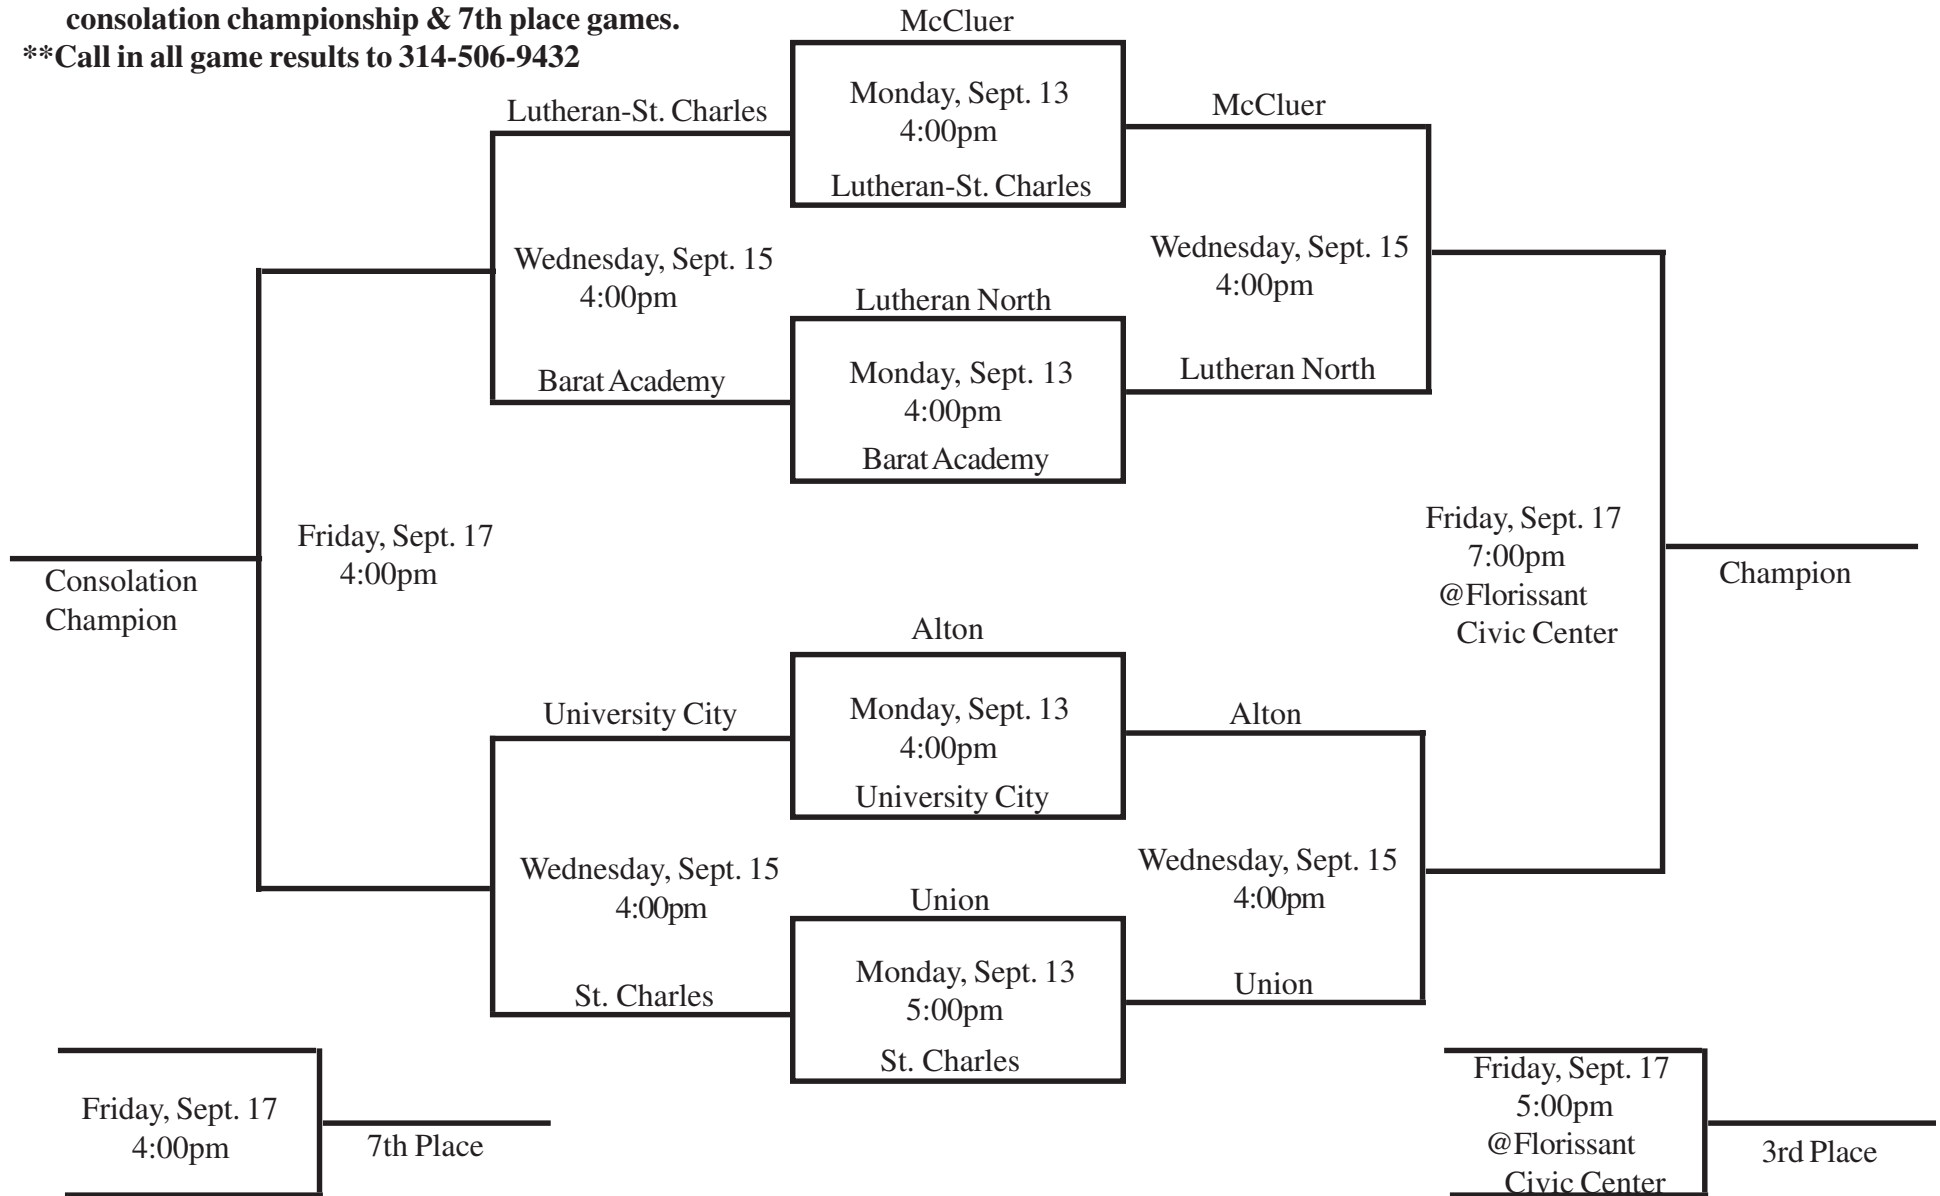 consolation championship & 7th place games.
**Call in all game results to 314-506-9432
McCluer
Monday, Sept. 13
4:00pm
Lutheran-St. Charles
Lutheran-St. Charles
McCluer
Wednesday, Sept. 15
4:00pm
Wednesday, Sept. 15
4:00pm
Lutheran North
Monday, Sept. 13
4:00pm
Barat Academy
Barat Academy
Lutheran North
Friday, Sept. 17
4:00pm
Consolation
Champion
Friday, Sept. 17
7:00pm
@Florissant
Civic Center
Champion
Alton
Monday, Sept. 13
4:00pm
University City
University City
Alton
Wednesday, Sept. 15
4:00pm
Wednesday, Sept. 15
4:00pm
Union
Monday, Sept. 13
5:00pm
St. Charles
St. Charles
Union
Friday, Sept. 17
4:00pm
7th Place
Friday, Sept. 17
5:00pm
@Florissant
Civic Center
3rd Place